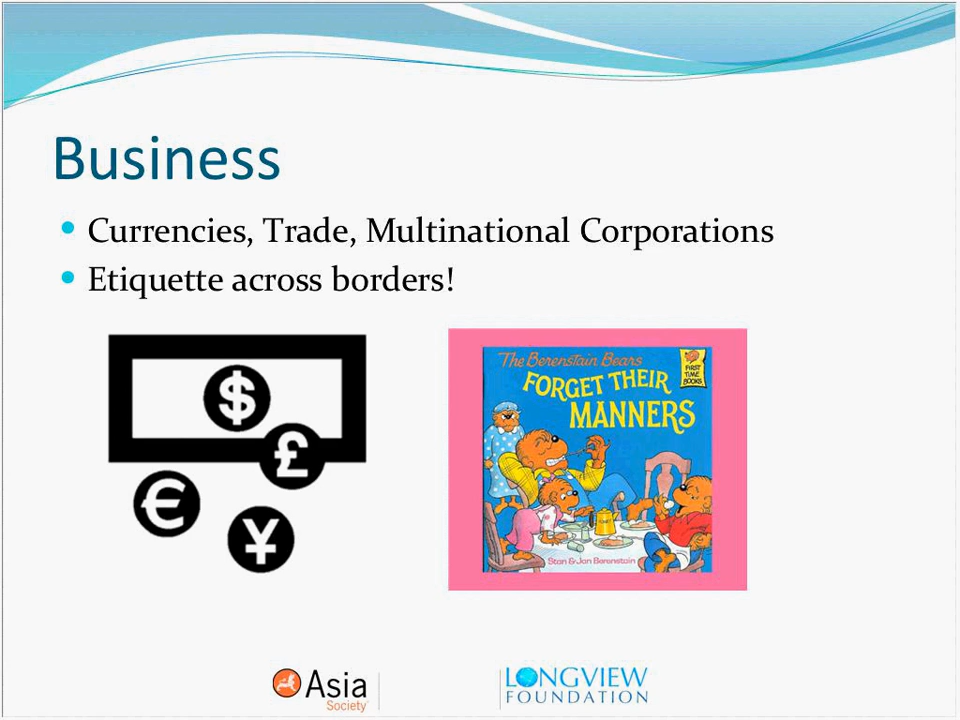 Business
Currencies, Trade, Multinational Corporations
Etiquette across borders!
$
£
€
¥
The Berenstain Bears
FORGET THEIR
MANNERS
FIRST
TIME
BOOKS
Stan & Jan Berenstain
Asia
Society
LONGVIEW
FOUNDATION